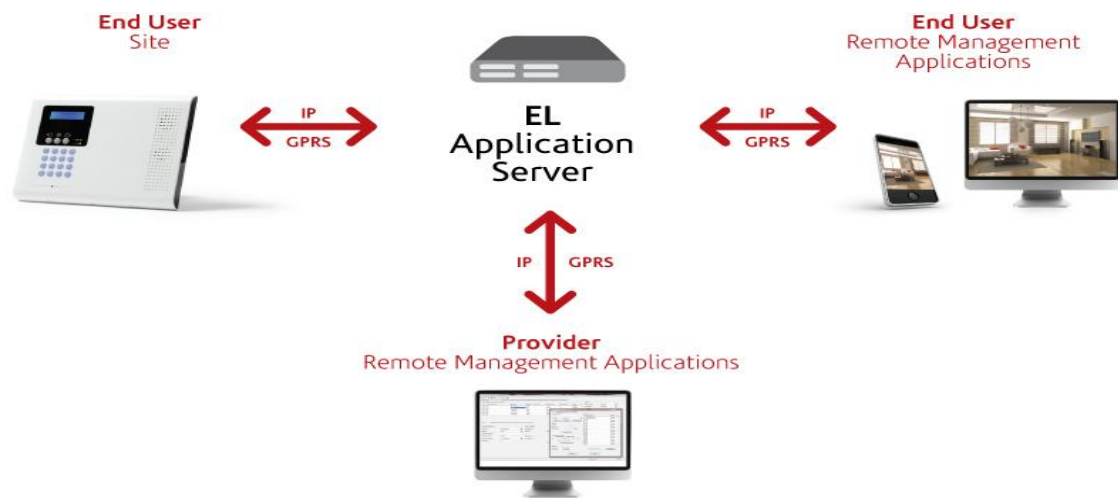 End User
Site
End User
Remote Management
Applications
IP
GPRS
EL
Application
Server
IP
GPRS
IP
GPRS
Provider
Remote Management Applications